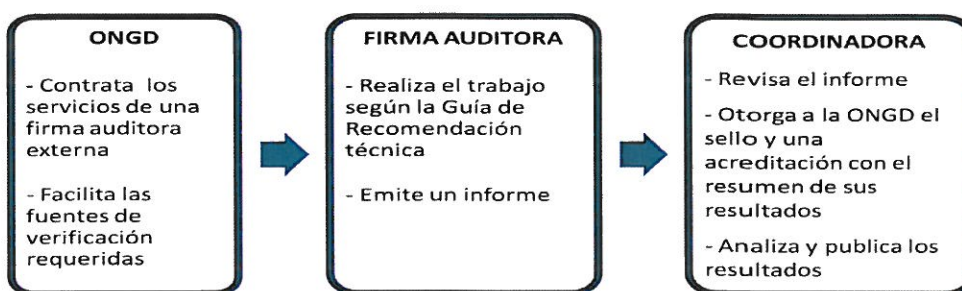 ONGD
- Contrata los
servicios de una
firma auditora
externa
- Facilita las
fuentes de
verificación
requeridas
FIRMA AUDITORA
- Realiza el trabajo
según la Guía de
Recomendación
técnica
- Emite un informe
COORDINADORA
- Revisa el informe
- Otorga a la ONGD el
sello y una
acreditación con el
resumen de sus
resultados
- Analiza y publica los
resultados